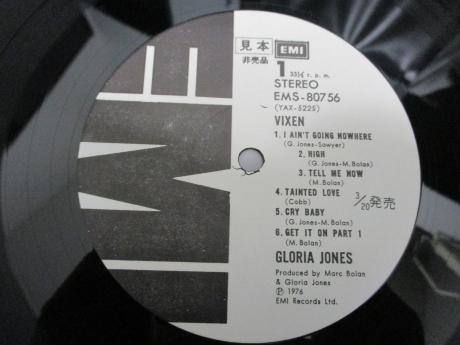 見本 EMI
非売品
1 33⅓ r. p. m.
STEREO
EMS-80756
(YAX-5225)
VIXEN
1. I AIN'T GOING NOWHERE
(G. Jones-Sawyer)
2. HIGH
(G. Jones-M. Bolan)
3. TELL ME NOW
(M. Bolan)
4. TAINTED LOVE
(Cobb)
3/20発売
5. CRY BABY
(G. Jones-M. Bolan)
6. GET IT ON PART 1
(M. Bolan)
GLORIA JONES
Produced by Marc Bolan
& Gloria Jones
℗ 1976
EMI Records Ltd.
EMI